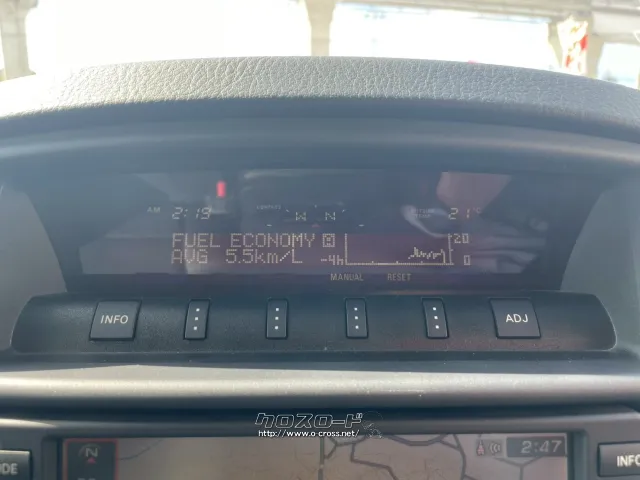 AM 2:13 W N 21
FUEL ECONOMY 20
AVG 5.5km/L -4h 0
MANUAL RESET
INFO ADJ
クロスロード
http://www.o-cross.net/
N 2:47
INFO